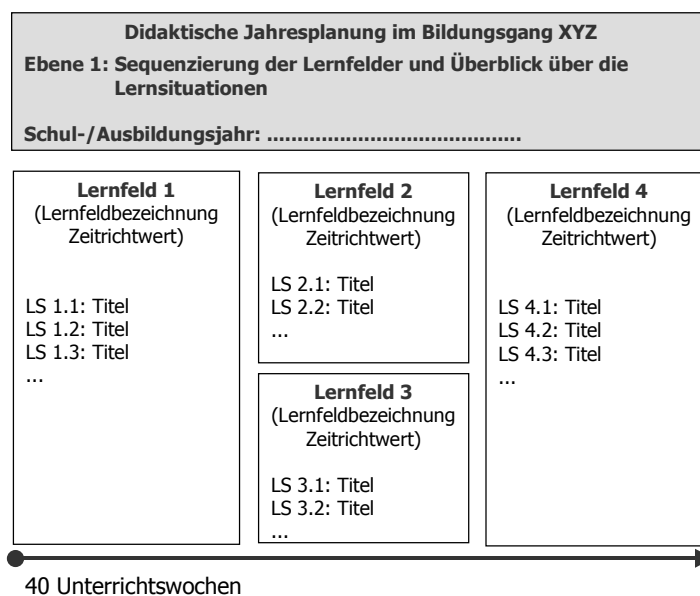 Didaktische Jahresplanung im Bildungsgang XYZ
Ebene 1: Sequenzierung der Lernfelder und Überblick über die
Lernsituationen
Schul-/Ausbildungsjahr: ...........................................
Lernfeld 1
(Lernfeldbezeichnung
Zeitrichtwert)
LS 1.1: Titel
LS 1.2: Titel
LS 1.3: Titel
...
Lernfeld 2
(Lernfeldbezeichnung
Zeitrichtwert)
LS 2.1: Titel
LS 2.2: Titel
...
Lernfeld 3
(Lernfeldbezeichnung
Zeitrichtwert)
LS 3.1: Titel
LS 3.2: Titel
...
Lernfeld 4
(Lernfeldbezeichnung
Zeitrichtwert)
LS 4.1: Titel
LS 4.2: Titel
LS 4.3: Titel
...
40 Unterrichtswochen